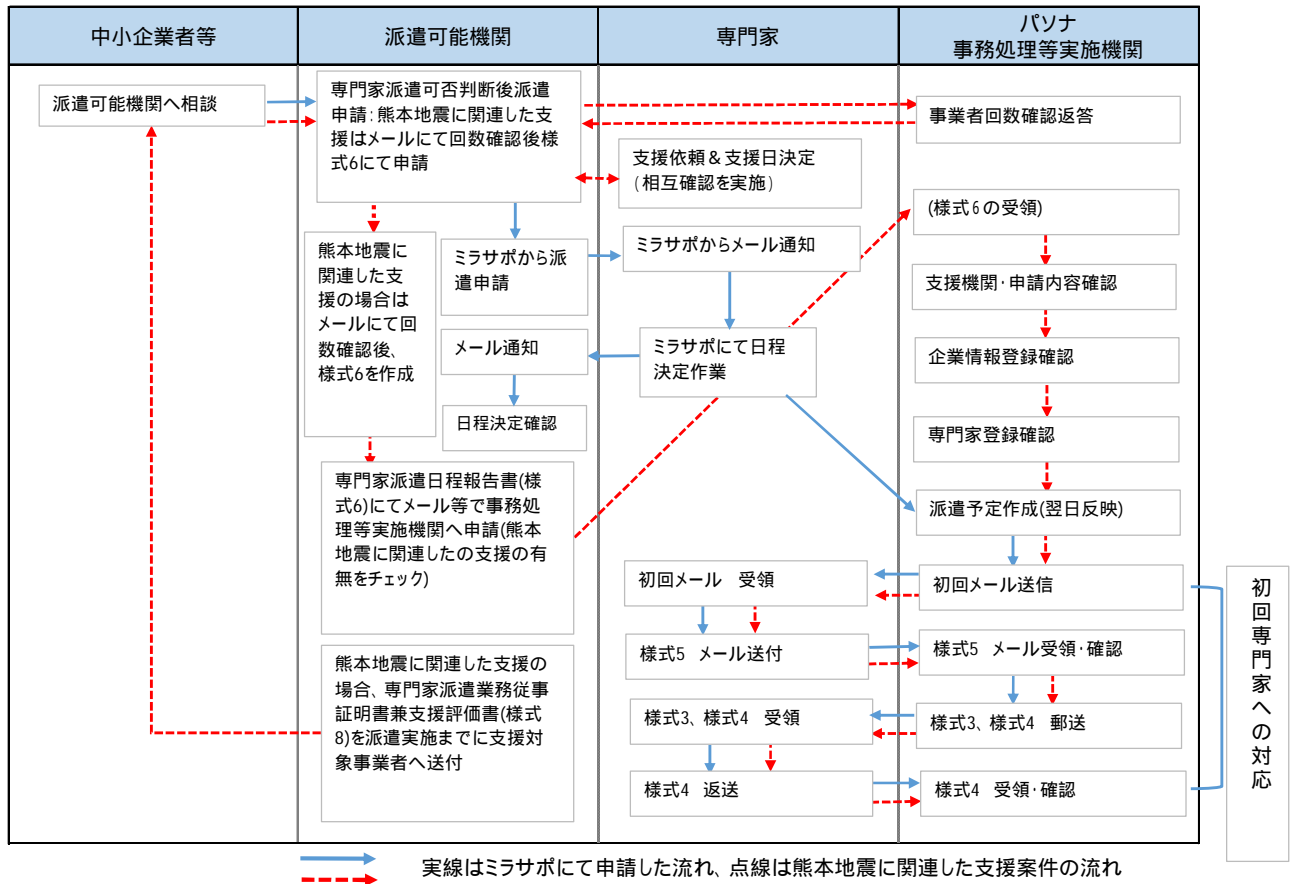 中小企業者等
派遣可能機関
専門家
パソナ
事務処理等実施機関
派遣可能機関へ相談
専門家派遣可否判断後派遣
申請：熊本地震に関連した支
援はメールにて回数確認後様
式6にて申請
事業者回数確認返答
支援依頼＆支援日決定
(相互確認を実施)
(様式６の受領)
熊本地震に
関連した支
援の場合は
メールにて回
数確認後、
様式6を作成
ミラサポから派
遣申請
ミラサポからメール通知
支援機関・申請内容確認
メール通知
ミラサポにて日程
決定作業
企業情報登録確認
日程決定確認
専門家登録確認
専門家派遣日程報告書(様
式6)にてメール等で事務処
理等実施機関へ申請(熊本
地震に関連したの支援の有
無をチェック)
派遣予定作成(翌日反映)
初回メール　受領
初回メール送信
様式5　メール送付
様式5　メール受領・確認
熊本地震に関連した支援の
場合、専門家派遣業務従事
証明書兼支援評価書(様式
8)を派遣実施までに支援対
象事業者へ送付
様式3、様式4　受領
様式3、様式4　郵送
様式4　返送
様式4　受領・確認
初回専門家への対応
実線はミラサポにて申請した流れ、点線は熊本地震に関連した支援案件の流れ